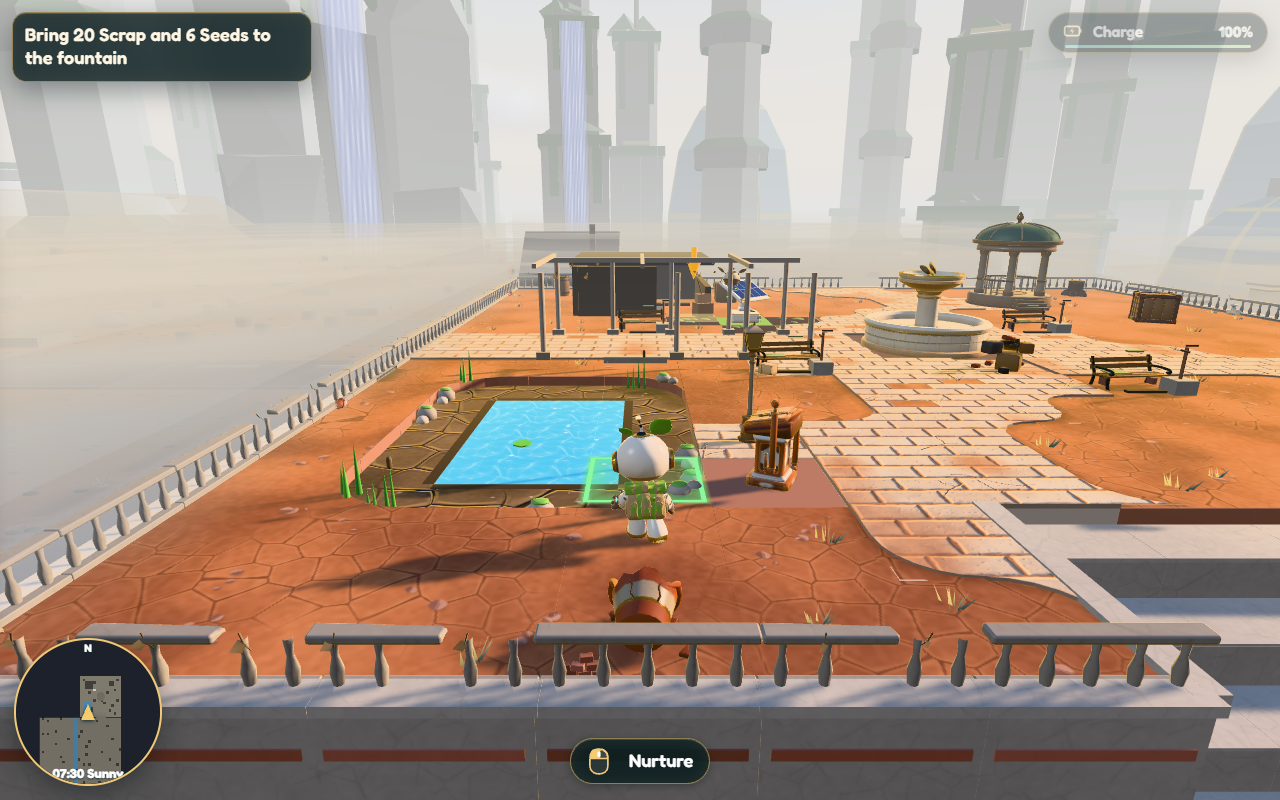 Bring 20 Scrap and 6 Seeds to
the fountain
Charge 100%
N
07:30 Sunny
Nurture